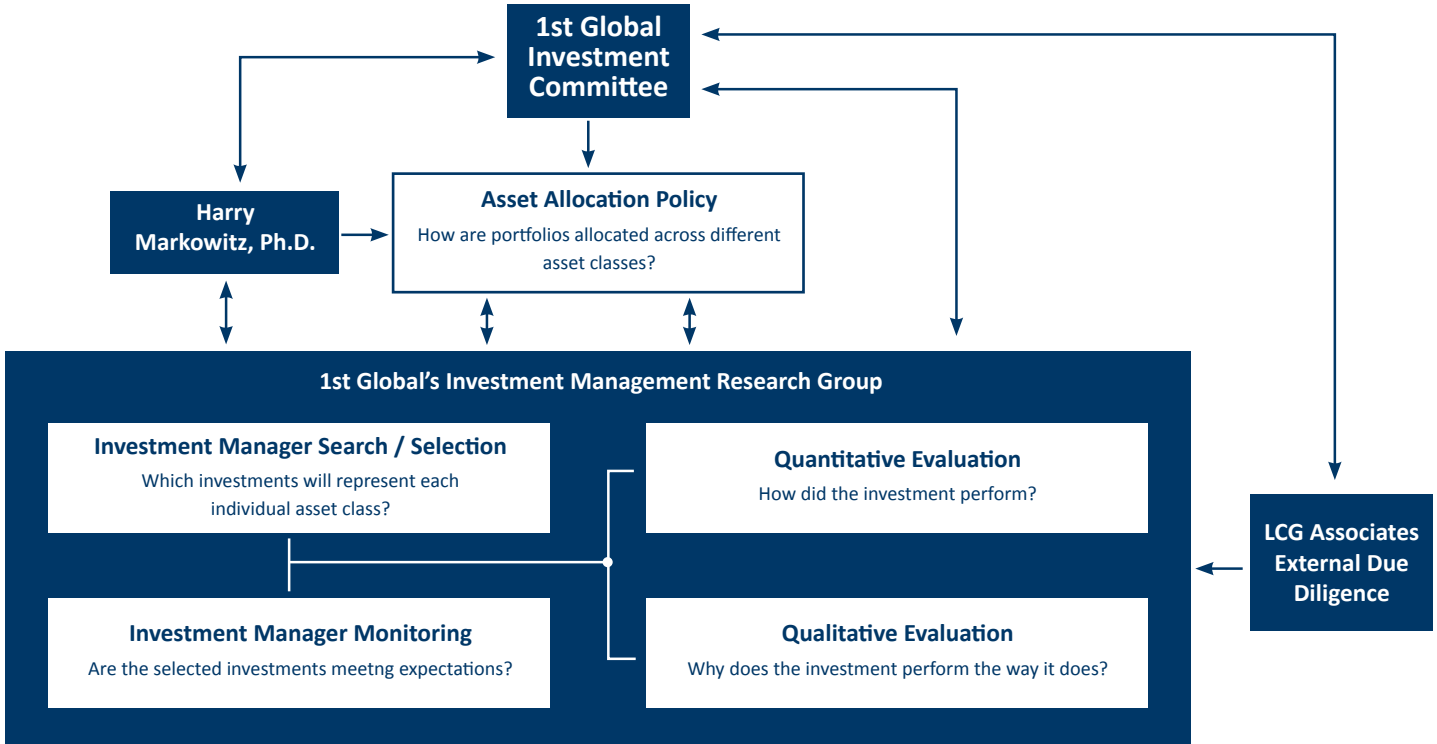 1st Global
Investment
Committee
Harry
Markowitz, Ph.D.
Asset Allocation Policy
How are portfolios allocated across different
asset classes?
1st Global’s Investment Management Research Group
Investment Manager Search / Selection
Which investments will represent each
individual asset class?
Quantitative Evaluation
How did the investment perform?
Investment Manager Monitoring
Are the selected investments meetng expectations?
Qualitative Evaluation
Why does the investment perform the way it does?
LCG Associates
External Due
Diligence